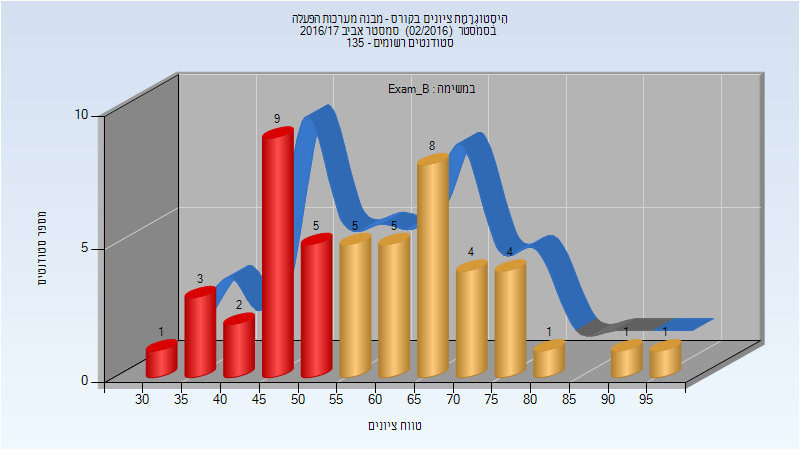 היסטוגרמת ציונים בקורס - מבנה מערכות הפעלה
בסמסטר (02/2016) סמסטר אביב 2016/17
סטודנטים רשומים - 135
במשימה : Exam_B
מספר סטודנטים
10
5
0
1
3
2
9
5
5
5
8
4
4
1
1
1
30 35 40 45 50 55 60 65 70 75 80 85 90 95
טווח ציונים